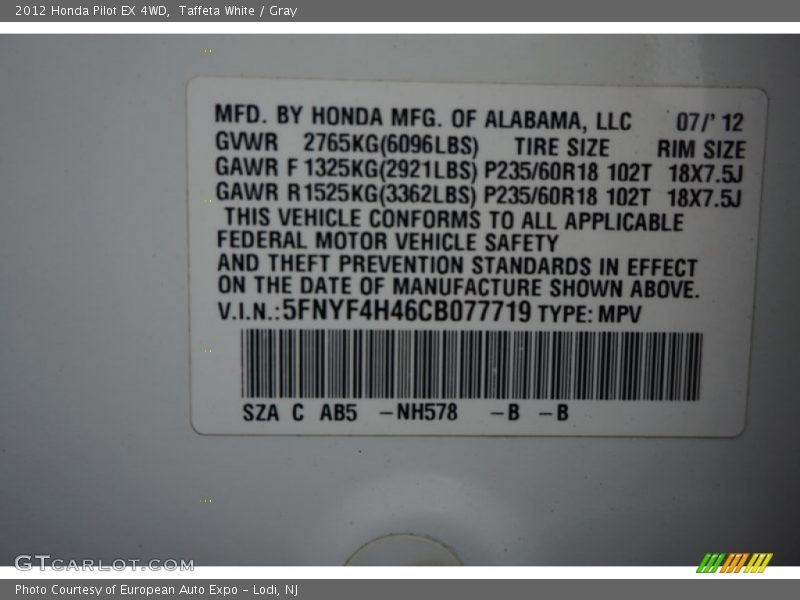 2012 Honda Pilot EX 4WD,  Taffeta White / Gray
MFD. BY HONDA MFG. OF ALABAMA, LLC 07/' 12
GVWR 2765KG(6096LBS) TIRE SIZE RIM SIZE
GAWR F 1325KG(2921LBS) P235/60R18 102T 18X7.5J
GAWR R1525KG(3362LBS) P235/60R18 102T 18X7.5J
THIS VEHICLE CONFORMS TO ALL APPLICABLE
FEDERAL MOTOR VEHICLE SAFETY
AND THEFT PREVENTION STANDARDS IN EFFECT
ON THE DATE OF MANUFACTURE SHOWN ABOVE.
V.I.N.:5FNYF4H46CB077719 TYPE: MPV
SZA C AB5 –NH578 –B –B
GTCARLOT.COM
Photo Courtesy of European Auto Expo – Lodi, NJ